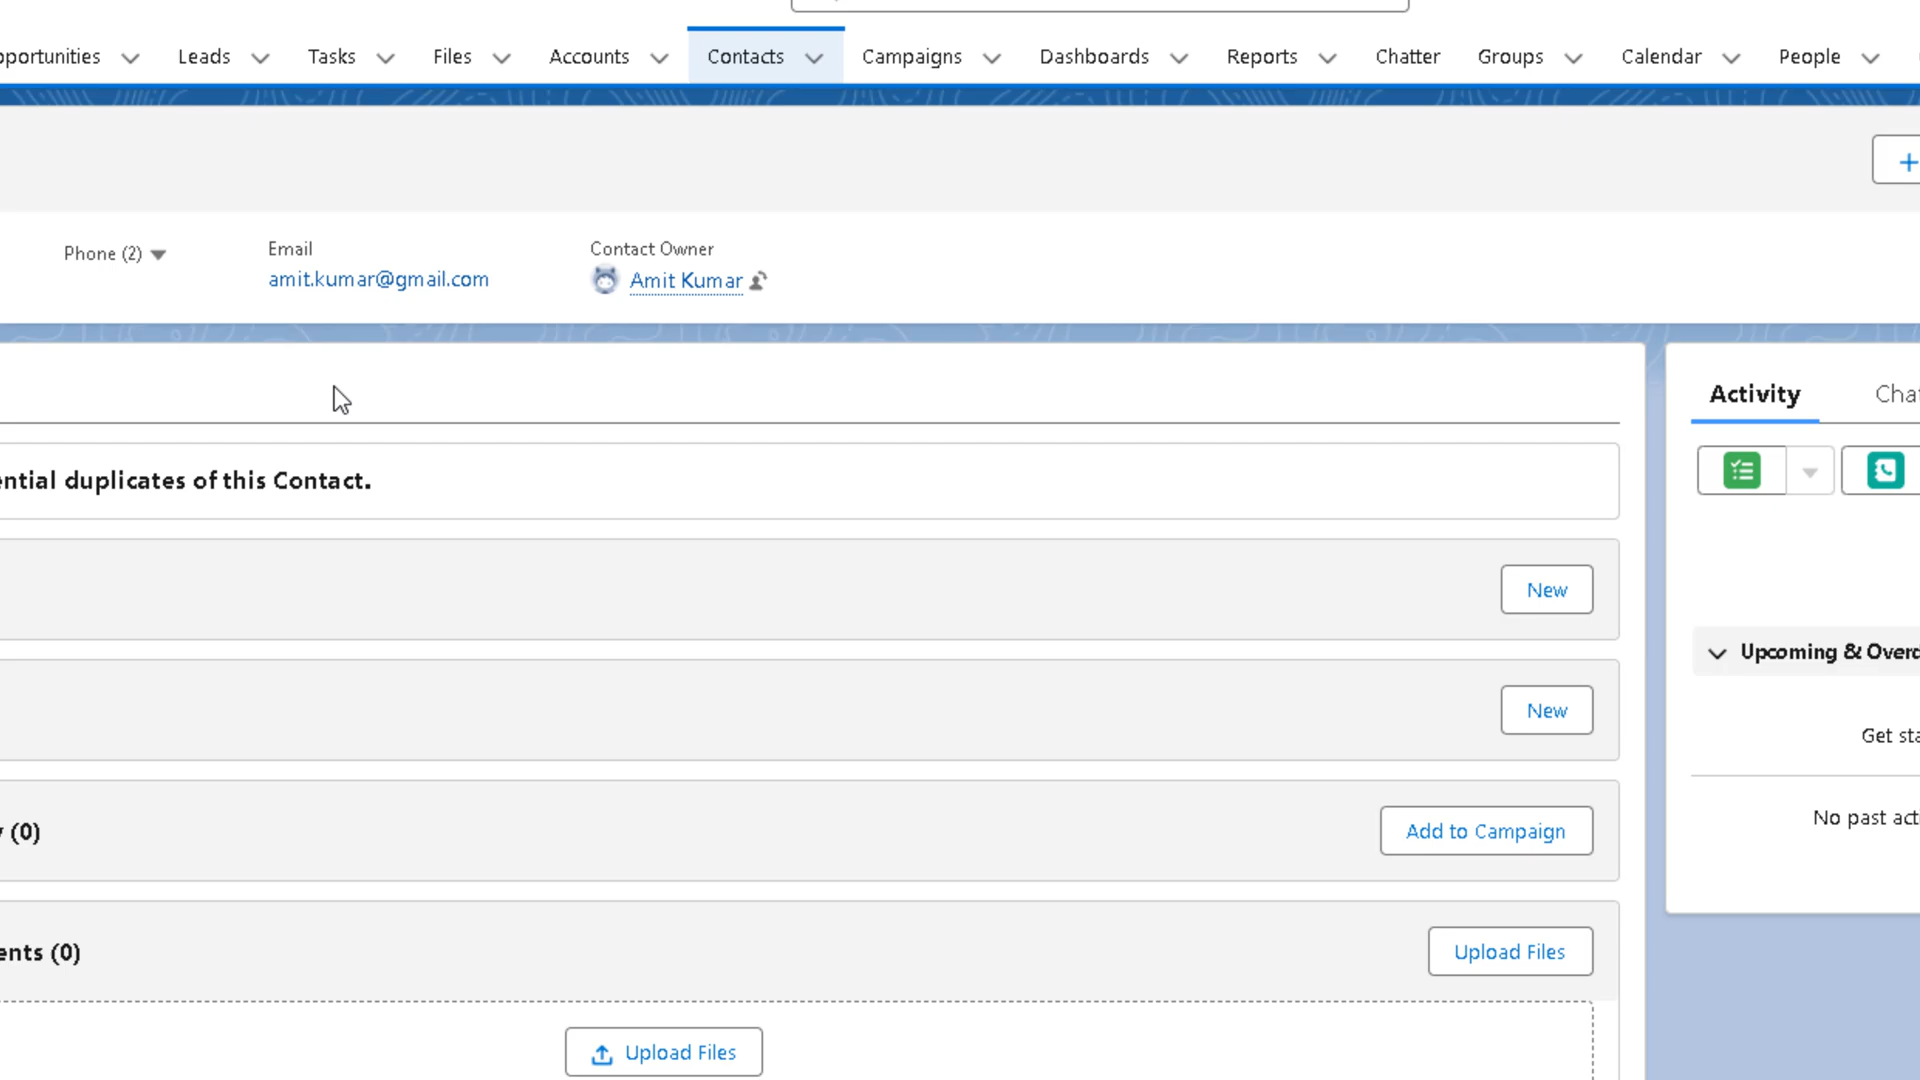 pportunities Leads Tasks Files Accounts Contacts Campaigns Dashboards Reports Chatter Groups Calendar People
Phone (2) Email Contact Owner
amit.kumar@gmail.com Amit Kumar
Activity Chat
ential duplicates of this Contact.
New
Upcoming & Overd
New
Get sta
No past acti
y (0) Add to Campaign
ents (0) Upload Files
Upload Files